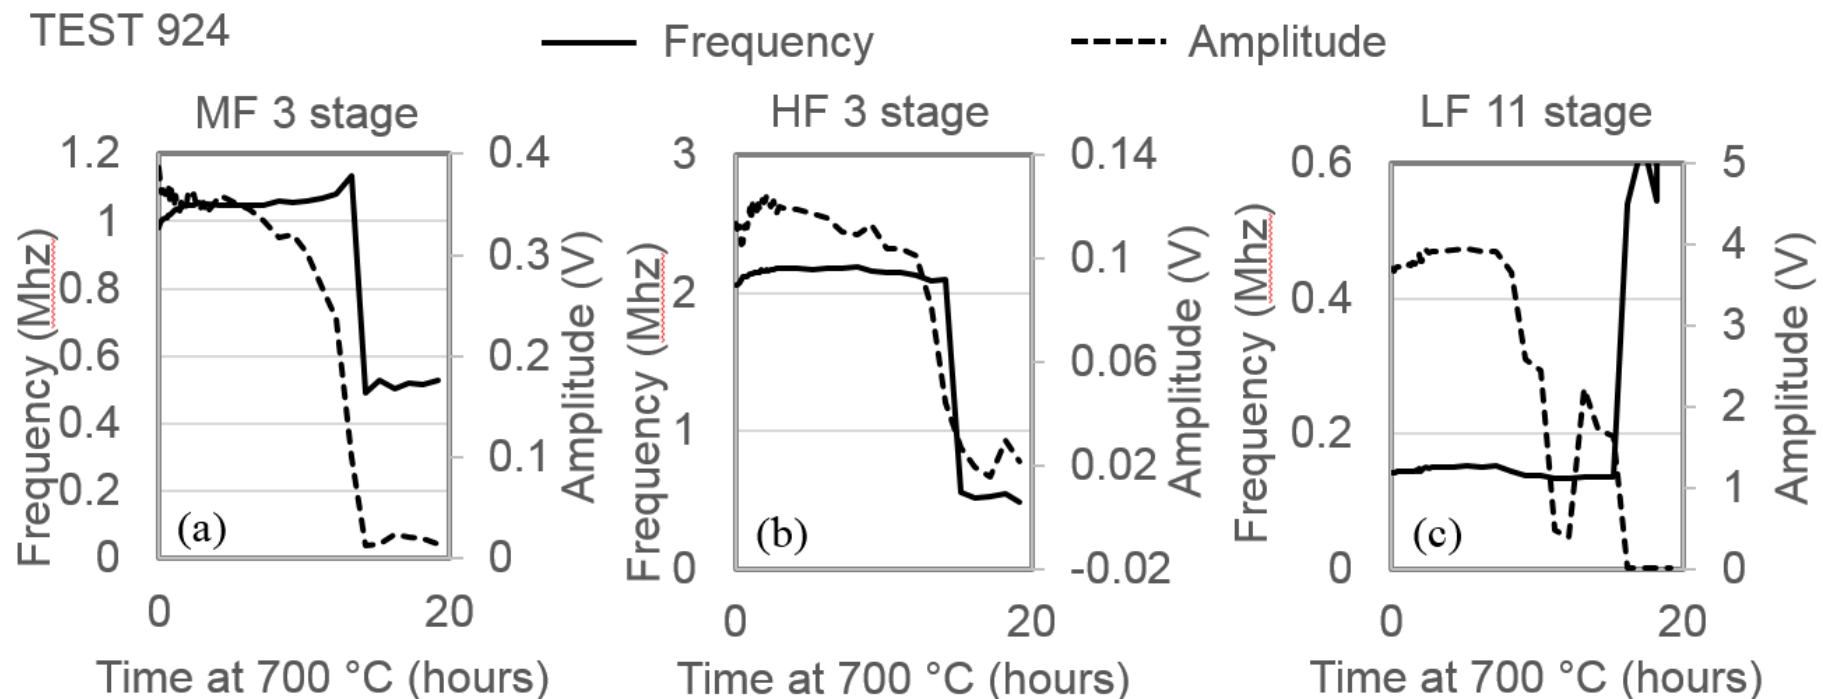 TEST 924
Frequency
Amplitude
MF 3 stage
1.2
1
0.8
0.6
0.4
0.2
0
Frequency (Mhz)
0.4
0.3
0.2
0.1
0
Amplitude (V)
(a)
0
20
Time at 700 °C (hours)
HF 3 stage
3
2
1
0
Frequency (Mhz)
0.14
0.1
0.06
0.02
-0.02
Amplitude (V)
(b)
0
20
Time at 700 °C (hours)
LF 11 stage
0.6
0.4
0.2
0
Frequency (Mhz)
5
4
3
2
1
0
Amplitude (V)
(c)
0
20
Time at 700 °C (hours)